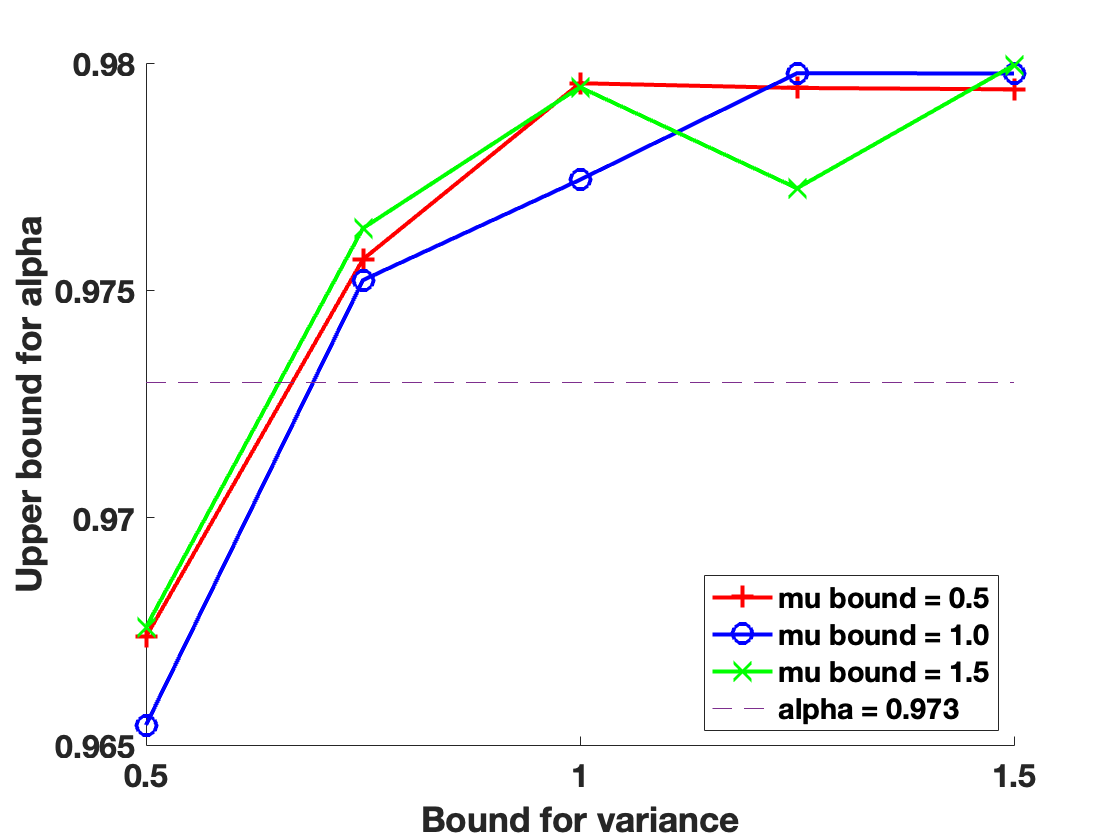 0.98
0.975
0.97
0.965
Upper bound for alpha
0.5
1
1.5
Bound for variance
mu bound = 0.5
mu bound = 1.0
mu bound = 1.5
alpha = 0.973